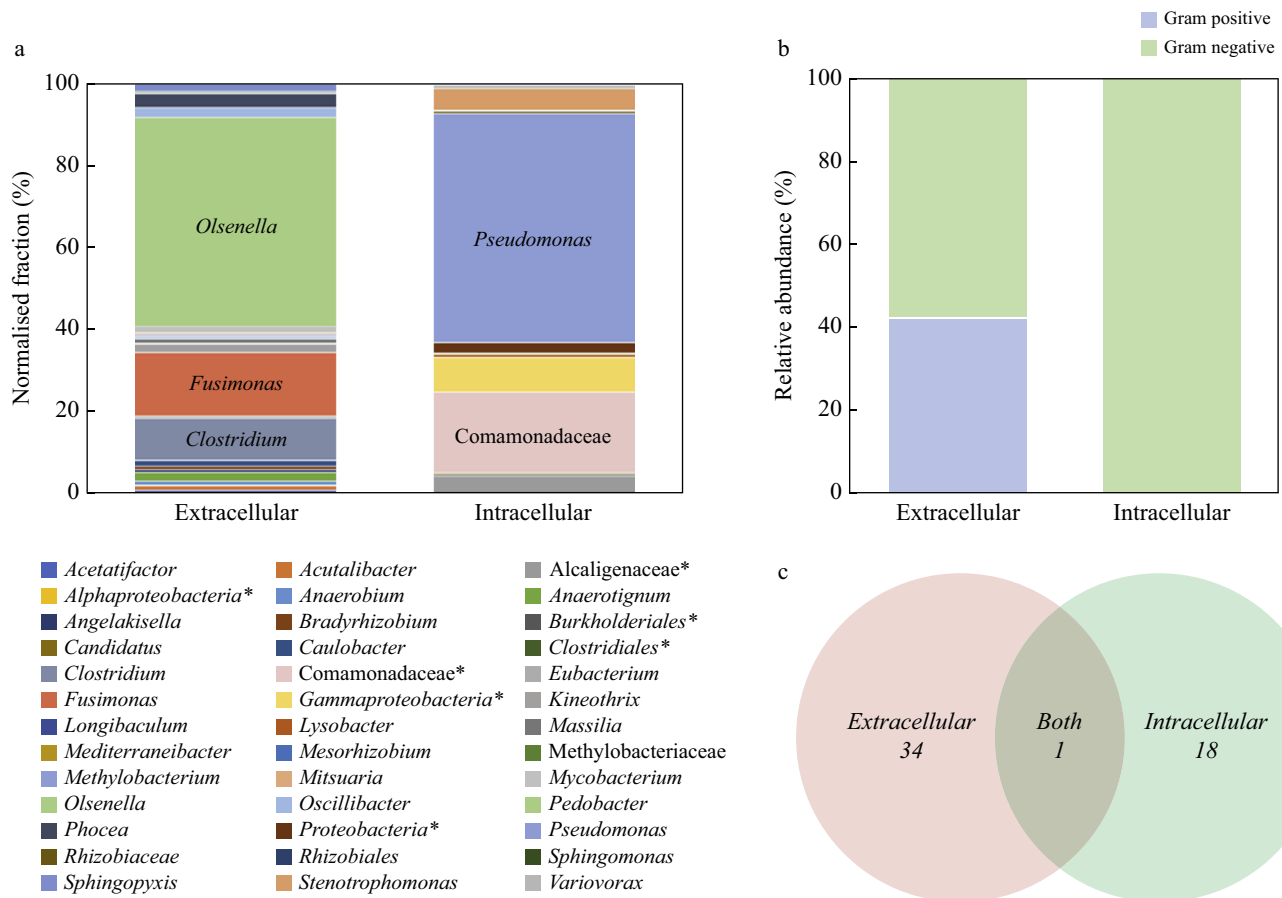 a
Normalised fraction (%)
100
80
60
40
20
0
Olsenella
Fusimonas
Clostridium
Pseudomonas
Comamonadaceae
Extracellular
Intracellular
b
Gram positive
Gram negative
Relative abundance (%)
100
80
60
40
20
0
Extracellular
Intracellular
Acetatifactor
Acutalibacter
Alcaligenaceae*
Alphaproteobacteria*
Anaerobium
Anaerotignum
Angelakisella
Bradyrhizobium
Burkholderiales*
Candidatus
Caulobacter
Clostridiales*
Clostridium
Comamonadaceae*
Eubacterium
Fusimonas
Gammaproteobacteria*
Kineothrix
Longibaculum
Lysobacter
Massilia
Mediterraneibacter
Mesorhizobium
Methylobacteriaceae
Methylobacterium
Mitsuaria
Mycobacterium
Olsenella
Oscillibacter
Pedobacter
Phocea
Proteobacteria*
Pseudomonas
Rhizobiaceae
Rhizobiales
Sphingomonas
Sphingopyxis
Stenotrophomonas
Variovorax
c
Extracellular
34
Both
1
Intracellular
18